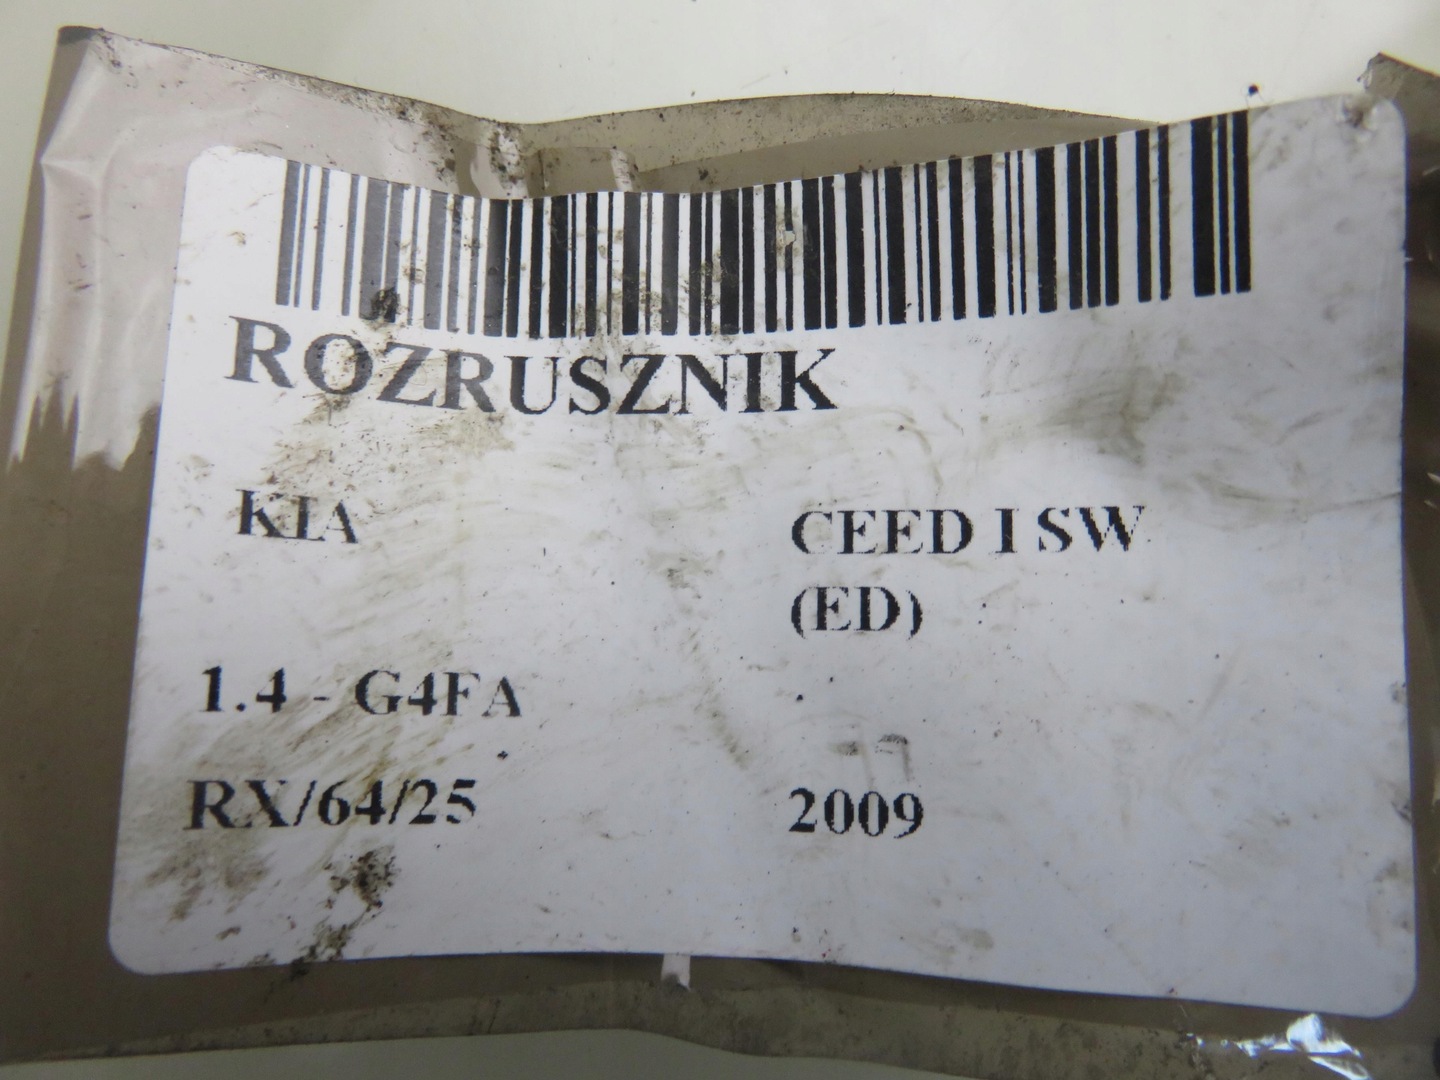 ROZRUSZNIK
KIA
CEED I SW
(ED)
1.4 - G4FA
RX/64/25
2009